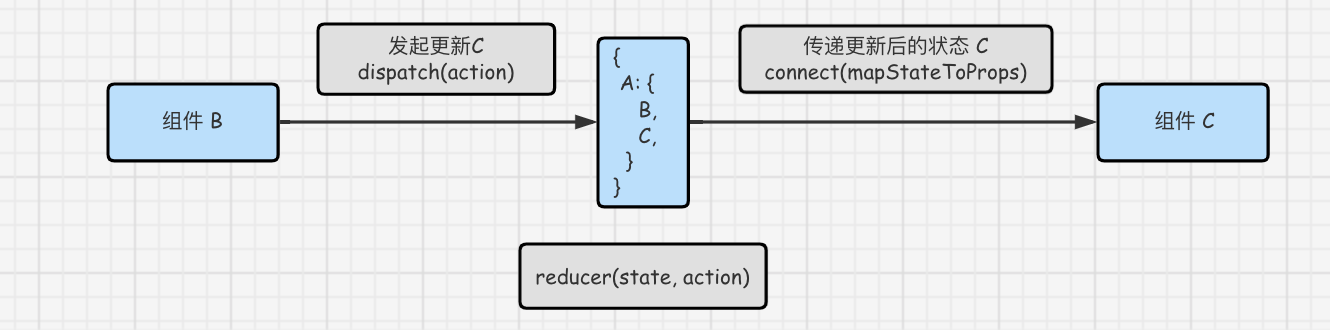 发起更新C
dispatch(action)
传递更新后的状态 C
connect(mapStateToProps)
组件 B
{
A: {
B,
C,
}
}
组件 C
reducer(state, action)